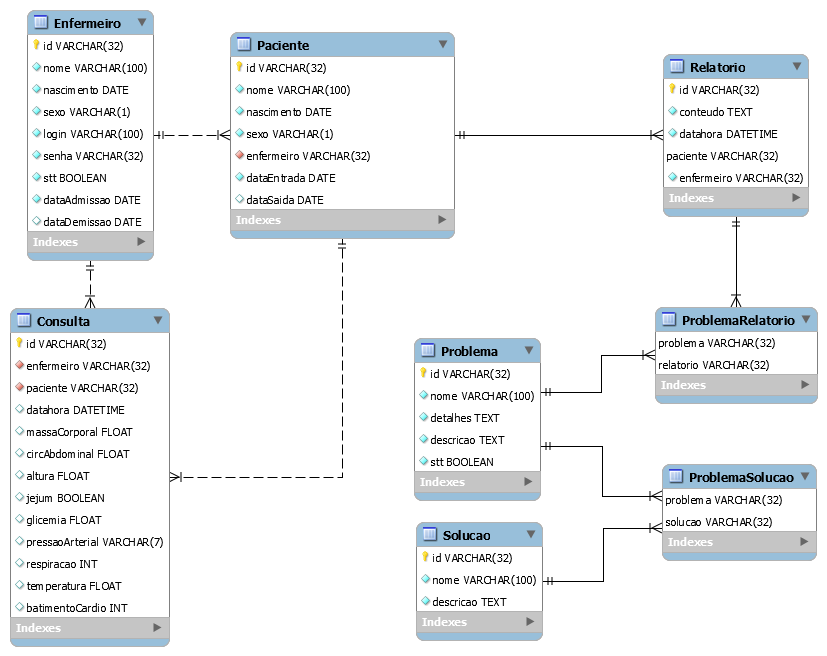 Enfermeiro
id VARCHAR(32)
nome VARCHAR(100)
nascimento DATE
sexo VARCHAR(1)
login VARCHAR(100)
senha VARCHAR(32)
stt BOOLEAN
dataAdmissao DATE
dataDemissao DATE
Indexes
Paciente
id VARCHAR(32)
nome VARCHAR(100)
nascimento DATE
sexo VARCHAR(1)
enfermeiro VARCHAR(32)
dataEntrada DATE
dataSaida DATE
Indexes
Relatorio
id VARCHAR(32)
conteudo TEXT
datahora DATETIME
paciente VARCHAR(32)
enfermeiro VARCHAR(32)
Indexes
Consulta
id VARCHAR(32)
enfermeiro VARCHAR(32)
paciente VARCHAR(32)
datahora DATETIME
massaCorporal FLOAT
circAbdominal FLOAT
altura FLOAT
jejum BOOLEAN
glicemia FLOAT
pressaoArterial VARCHAR(7)
respiracao INT
temperatura FLOAT
batimentoCardio INT
Indexes
Problema
id VARCHAR(32)
nome VARCHAR(100)
detalhes TEXT
descricao TEXT
stt BOOLEAN
Indexes
ProblemaRelatorio
problema VARCHAR(32)
relatorio VARCHAR(32)
Indexes
ProblemaSolucao
problema VARCHAR(32)
solucao VARCHAR(32)
Indexes
Solucao
id VARCHAR(32)
nome VARCHAR(100)
descricao TEXT
Indexes